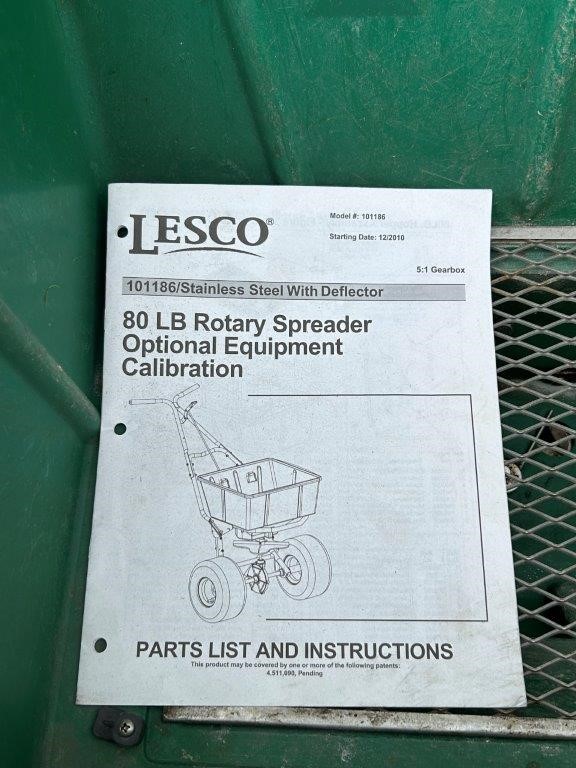 LESCO®
Model #: 101186
Starting Date: 12/2010
5:1 Gearbox
101186/Stainless Steel With Deflector
80 LB Rotary Spreader
Optional Equipment
Calibration
PARTS LIST AND INSTRUCTIONS
This product may be covered by one or more of the following patents:
4,511,090, Pending